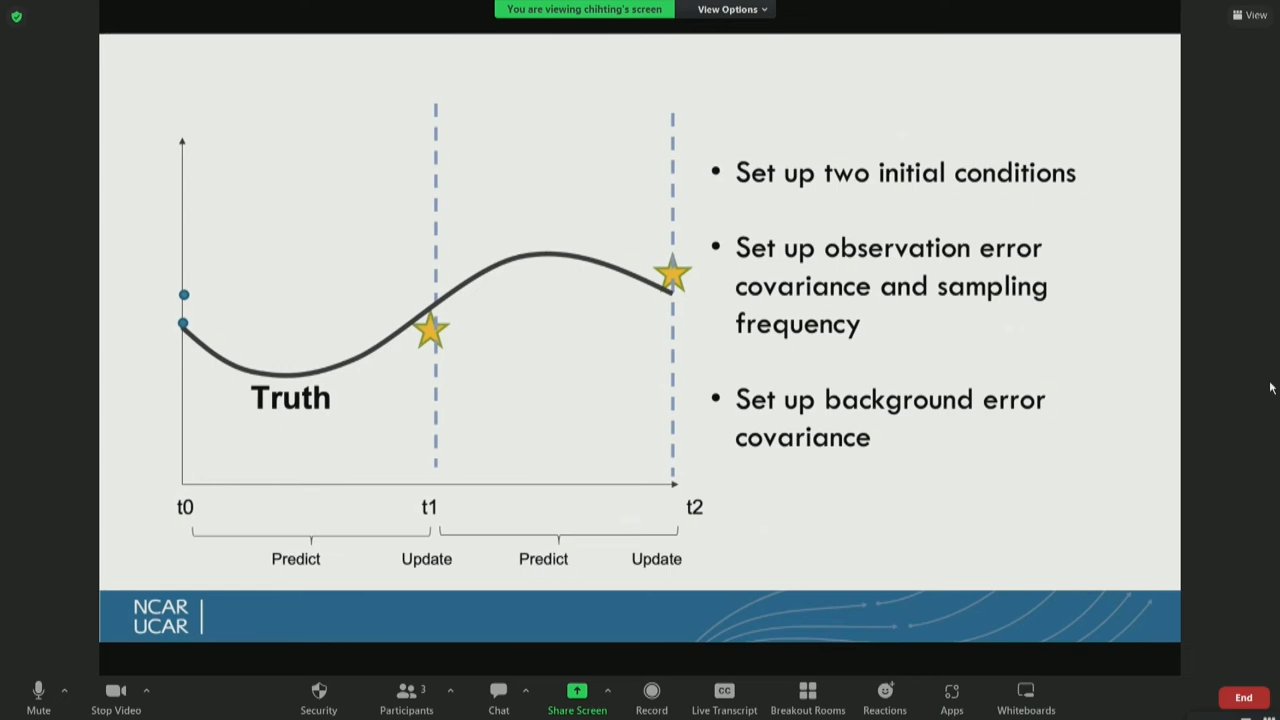 You are viewing chihting's screen
View Options
View
• Set up two initial conditions
• Set up observation error
covariance and sampling
frequency
• Set up background error
covariance
Truth
t0
t1
t2
Predict
Update
Predict
Update
NCAR
UCAR
Mute
Stop Video
Security
Participants
3
Chat
Share Screen
Record
CC
Live Transcript
Breakout Rooms
Reactions
Apps
Whiteboards
End